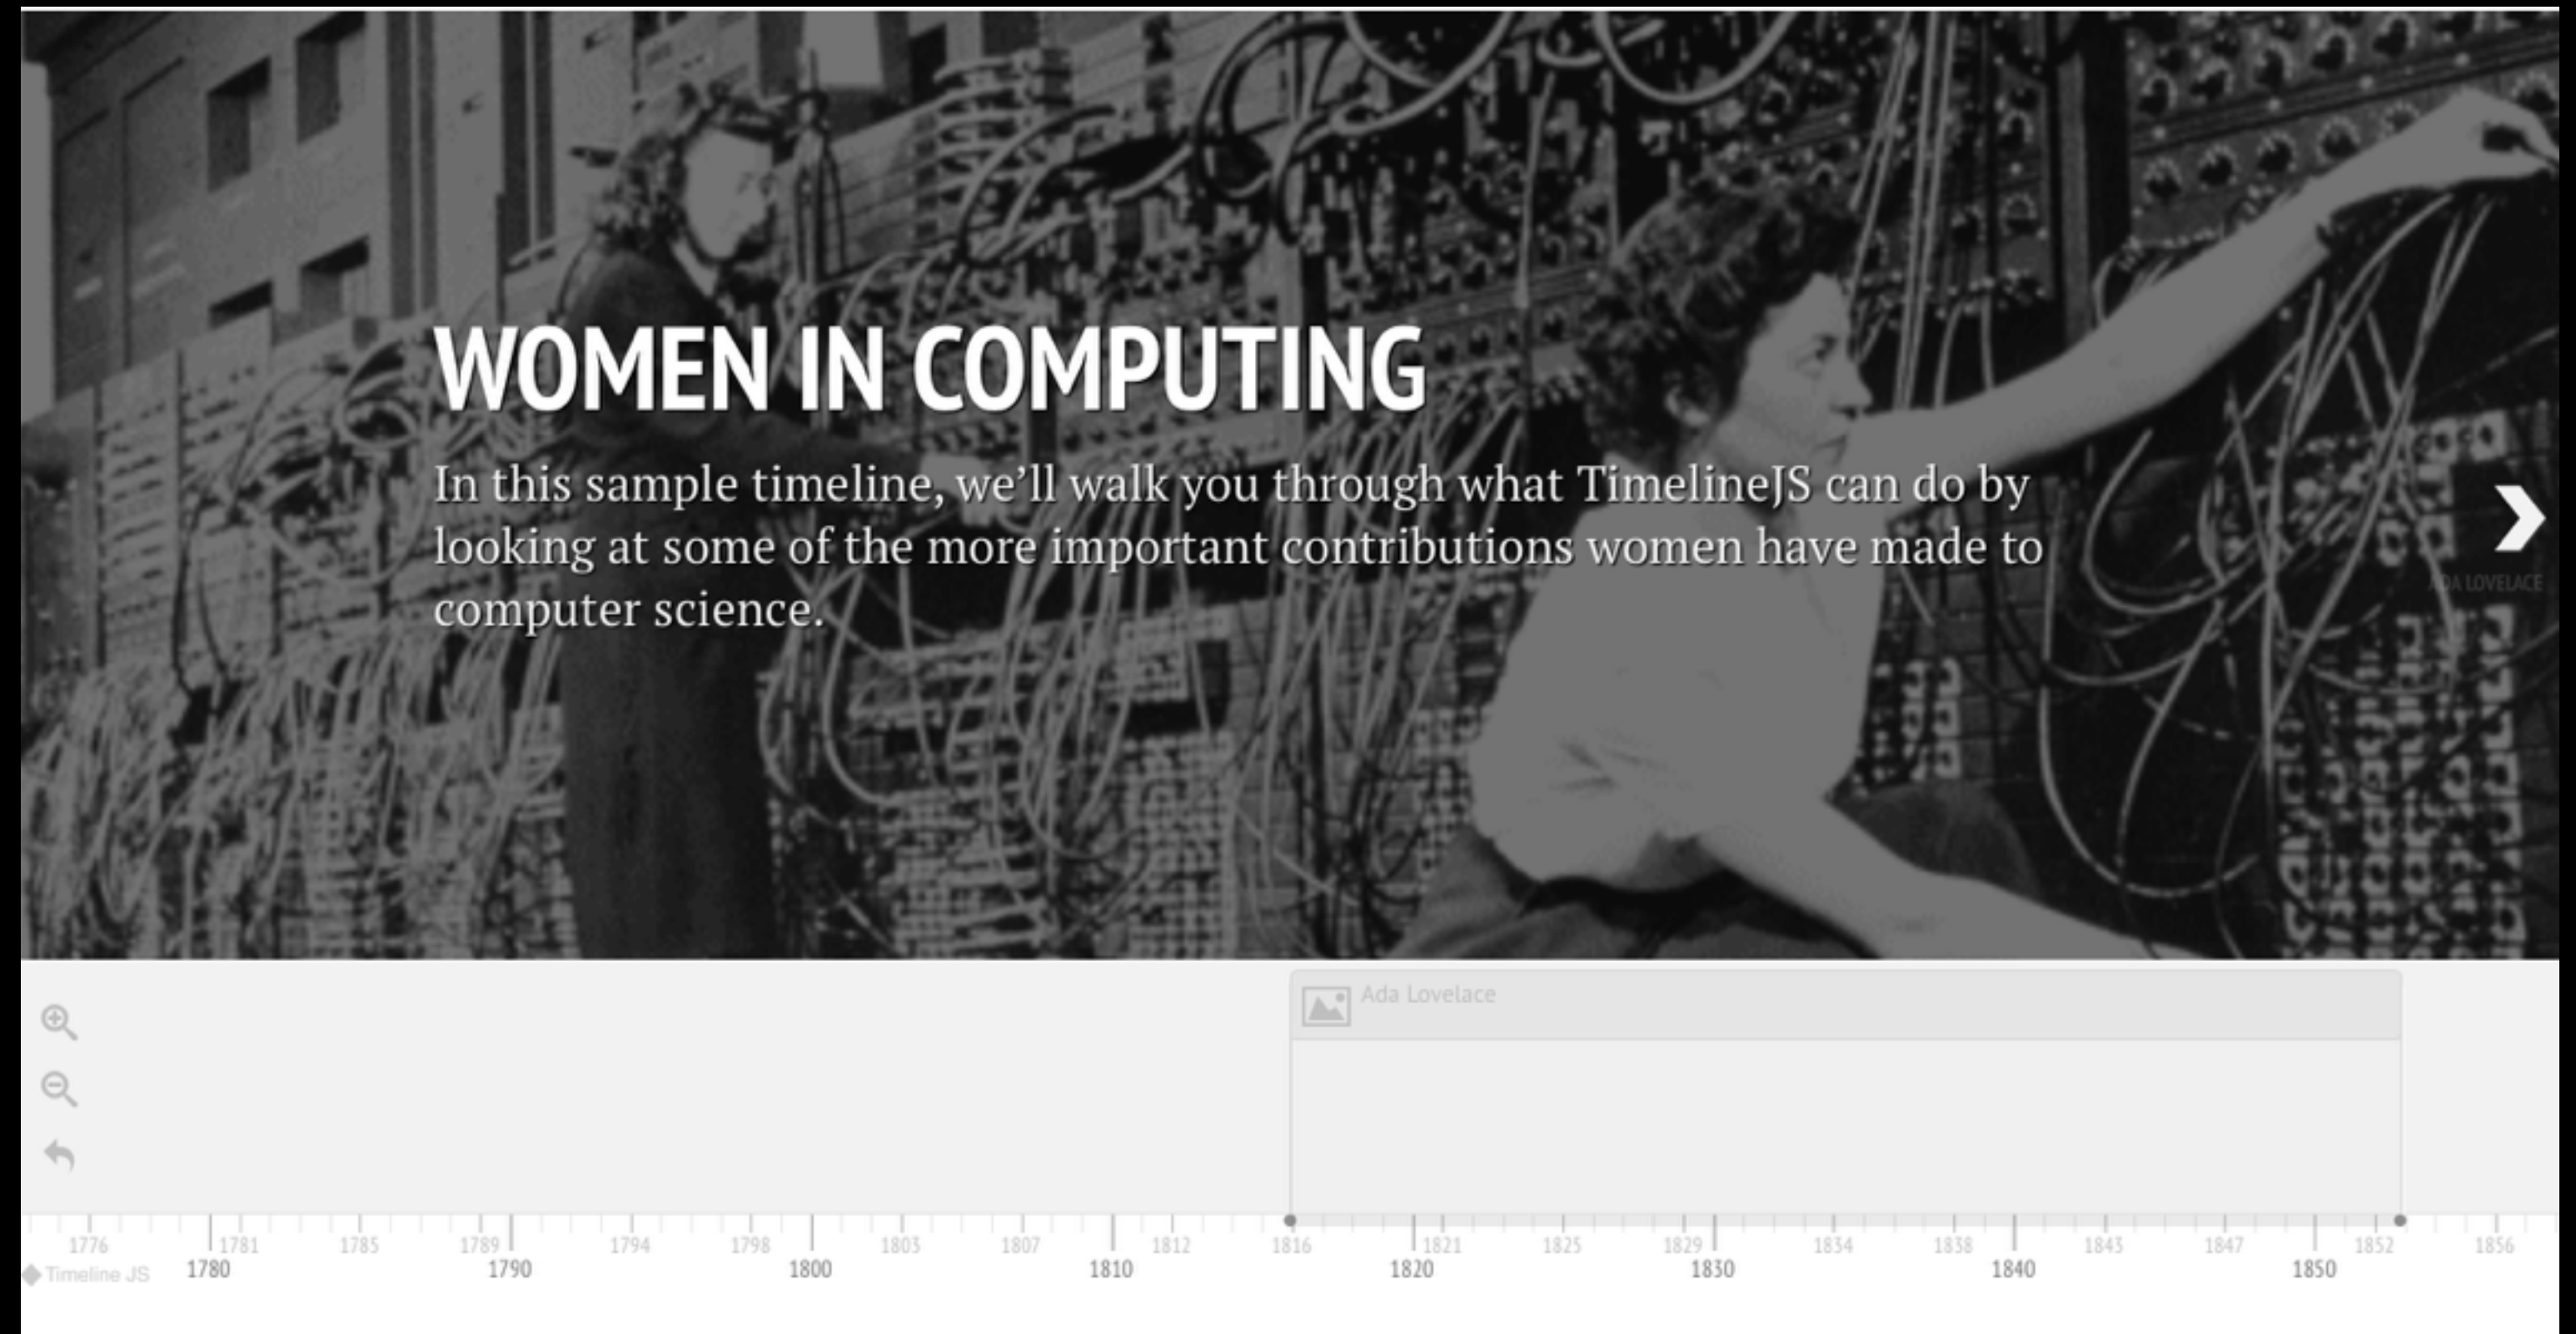 WOMEN IN COMPUTING
In this sample timeline, we’ll walk you through what TimelineJS can do by
looking at some of the more important contributions women have made to
computer science.
ADA LOVELACE
Ada Lovelace
1776 1781 1785 1789 1794 1798 1803 1807 1812 1816 1821 1825 1829 1834 1838 1843 1847 1852 1856
Timeline JS 1780 1790 1800 1810 1820 1830 1840 1850